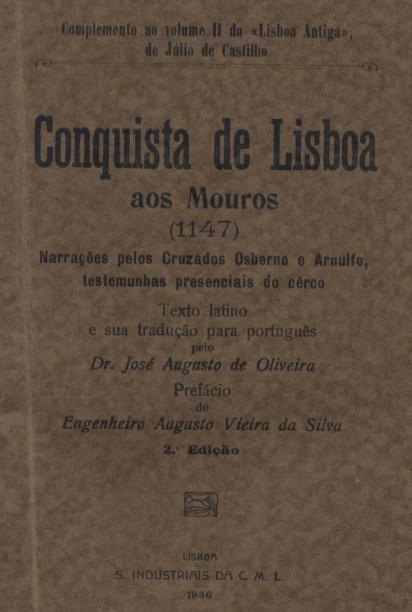 Complemento ao volume II da «Lisboa Antiga»,
de Júlio de Castilho
Conquista de Lisboa
aos Mouros
(1147)
Narrações pelos Cruzados Osberno e Arnulfo,
testemunhas presenciais do cêrco
Texto latino
e sua tradução para português
pelo
Dr. José Augusto de Oliveira
Prefácio
do
Engenheiro Augusto Vieira da Silva
2.ª Edição
LISBOA
S. INDUSTRIAIS DA C. M. L.
1936